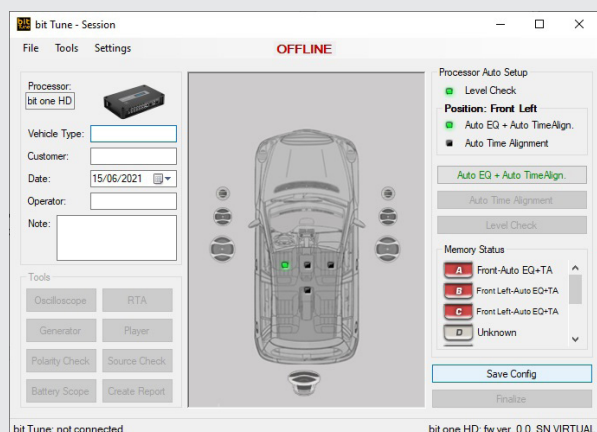 bit Tune bit Tune - Session
File Tools Settings OFFLINE
Processor:
bit one HD
Vehicle Type:
Customer:
Date: 15/06/2021
Operator:
Note:
Tools
Oscilloscope RTA
Generator Player
Polarity Check Source Check
Battery Scope Create Report
Processor Auto Setup
Level Check
Position: Front Left
Auto EQ + Auto TimeAlign.
Auto Time Alignment
Auto EQ + Auto TimeAlign.
Auto Time Alignment
Level Check
Memory Status
A Front-Auto EQ+TA
B Front Left-Auto EQ+TA
C Front Left-Auto EQ+TA
D Unknown
Save Config
Finalize
bit Tune: not connected bit one HD: fw ver. 0.0, SN VIRTUAL